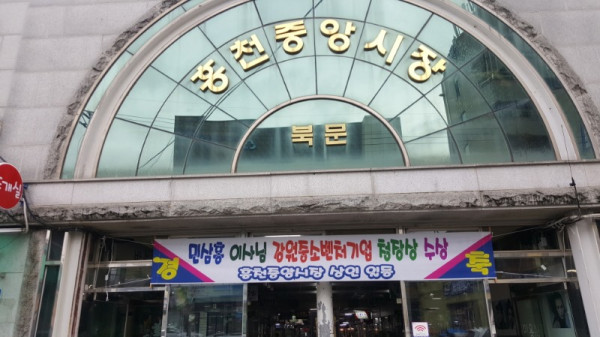 홍천중앙시장
북문
민삼홍 이사님 강원중소벤처기업 청장상 수상
경 축
홍천중앙시장 상인 일동